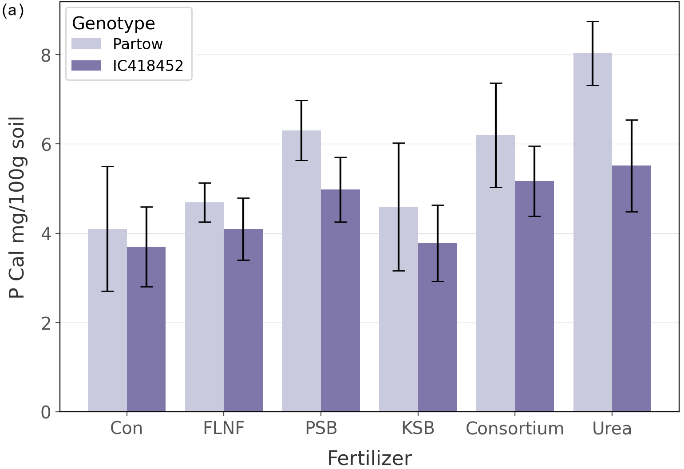 (a)
Genotype
Partow
IC418452
P Cal mg/100g soil
8
6
4
2
0
Con FLNF PSB KSB Consortium Urea
Fertilizer